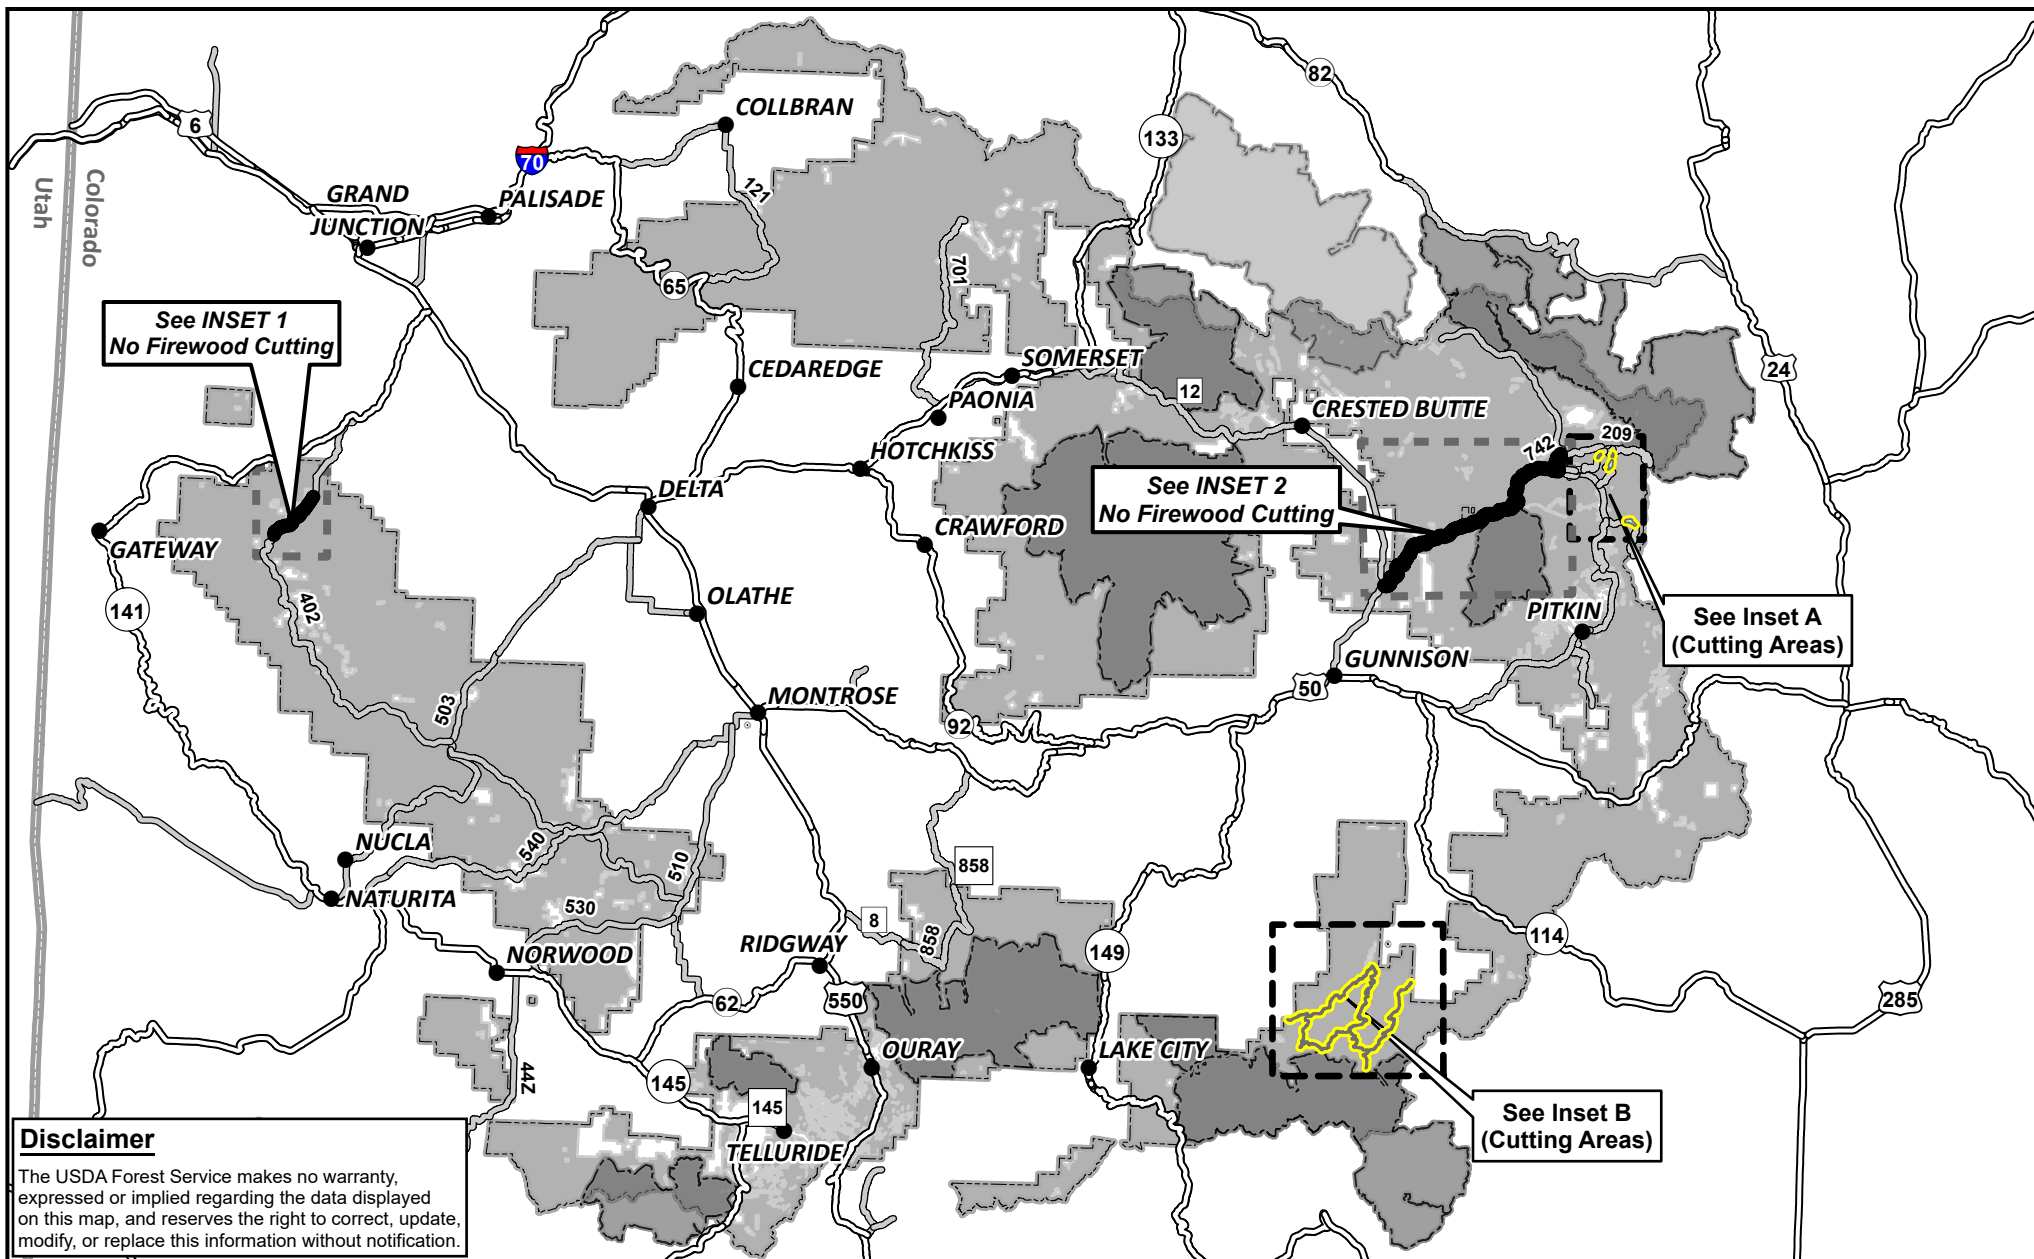 82
COLLBRAN
6
133
70
GRAND
JUNCTION
PALISADE
121
Utah
Colorado
701
65
See INSET 1
No Firewood Cutting
SOMERSET
24
CEDAREDGE
12
PAONIA
CRESTED BUTTE
HOTCHKISS
742
209
DELTA
See INSET 2
No Firewood Cutting
CRAWFORD
GATEWAY
141
402
OLATHE
PITKIN
See Inset A
(Cutting Areas)
GUNNISON
50
MONTROSE
503
92
NUCLA
540
510
858
NATURITA
530
8
858
RIDGWAY
NORWOOD
149
114
62
550
285
OURAY
LAKE CITY
145
44Z
145
TELLURIDE
See Inset B
(Cutting Areas)
Disclaimer
The USDA Forest Service makes no warranty,
expressed or implied regarding the data displayed
on this map, and reserves the right to correct, update,
modify, or replace this information without notification.